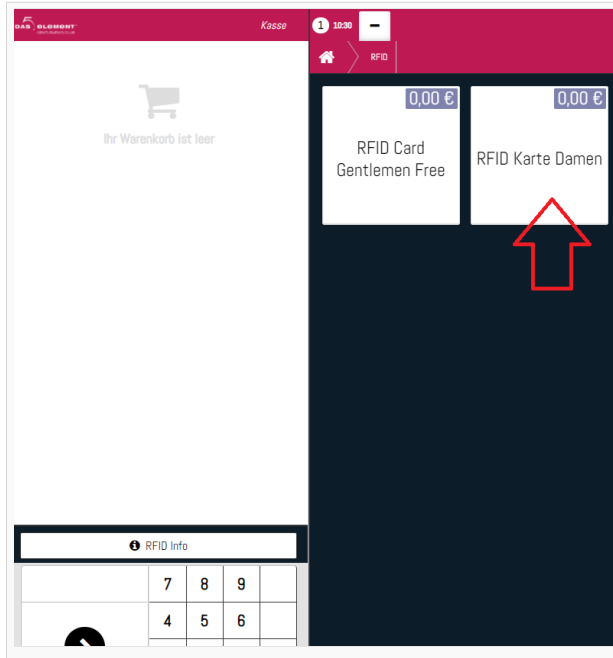 DAS 5 ELEMENT
Kasse
1 10:30 −
RFID
Ihr Warenkorb ist leer
0,00 €
RFID Card
Gentlemen Free
0,00 €
RFID Karte Damen
RFID Info
7 8 9
4 5 6